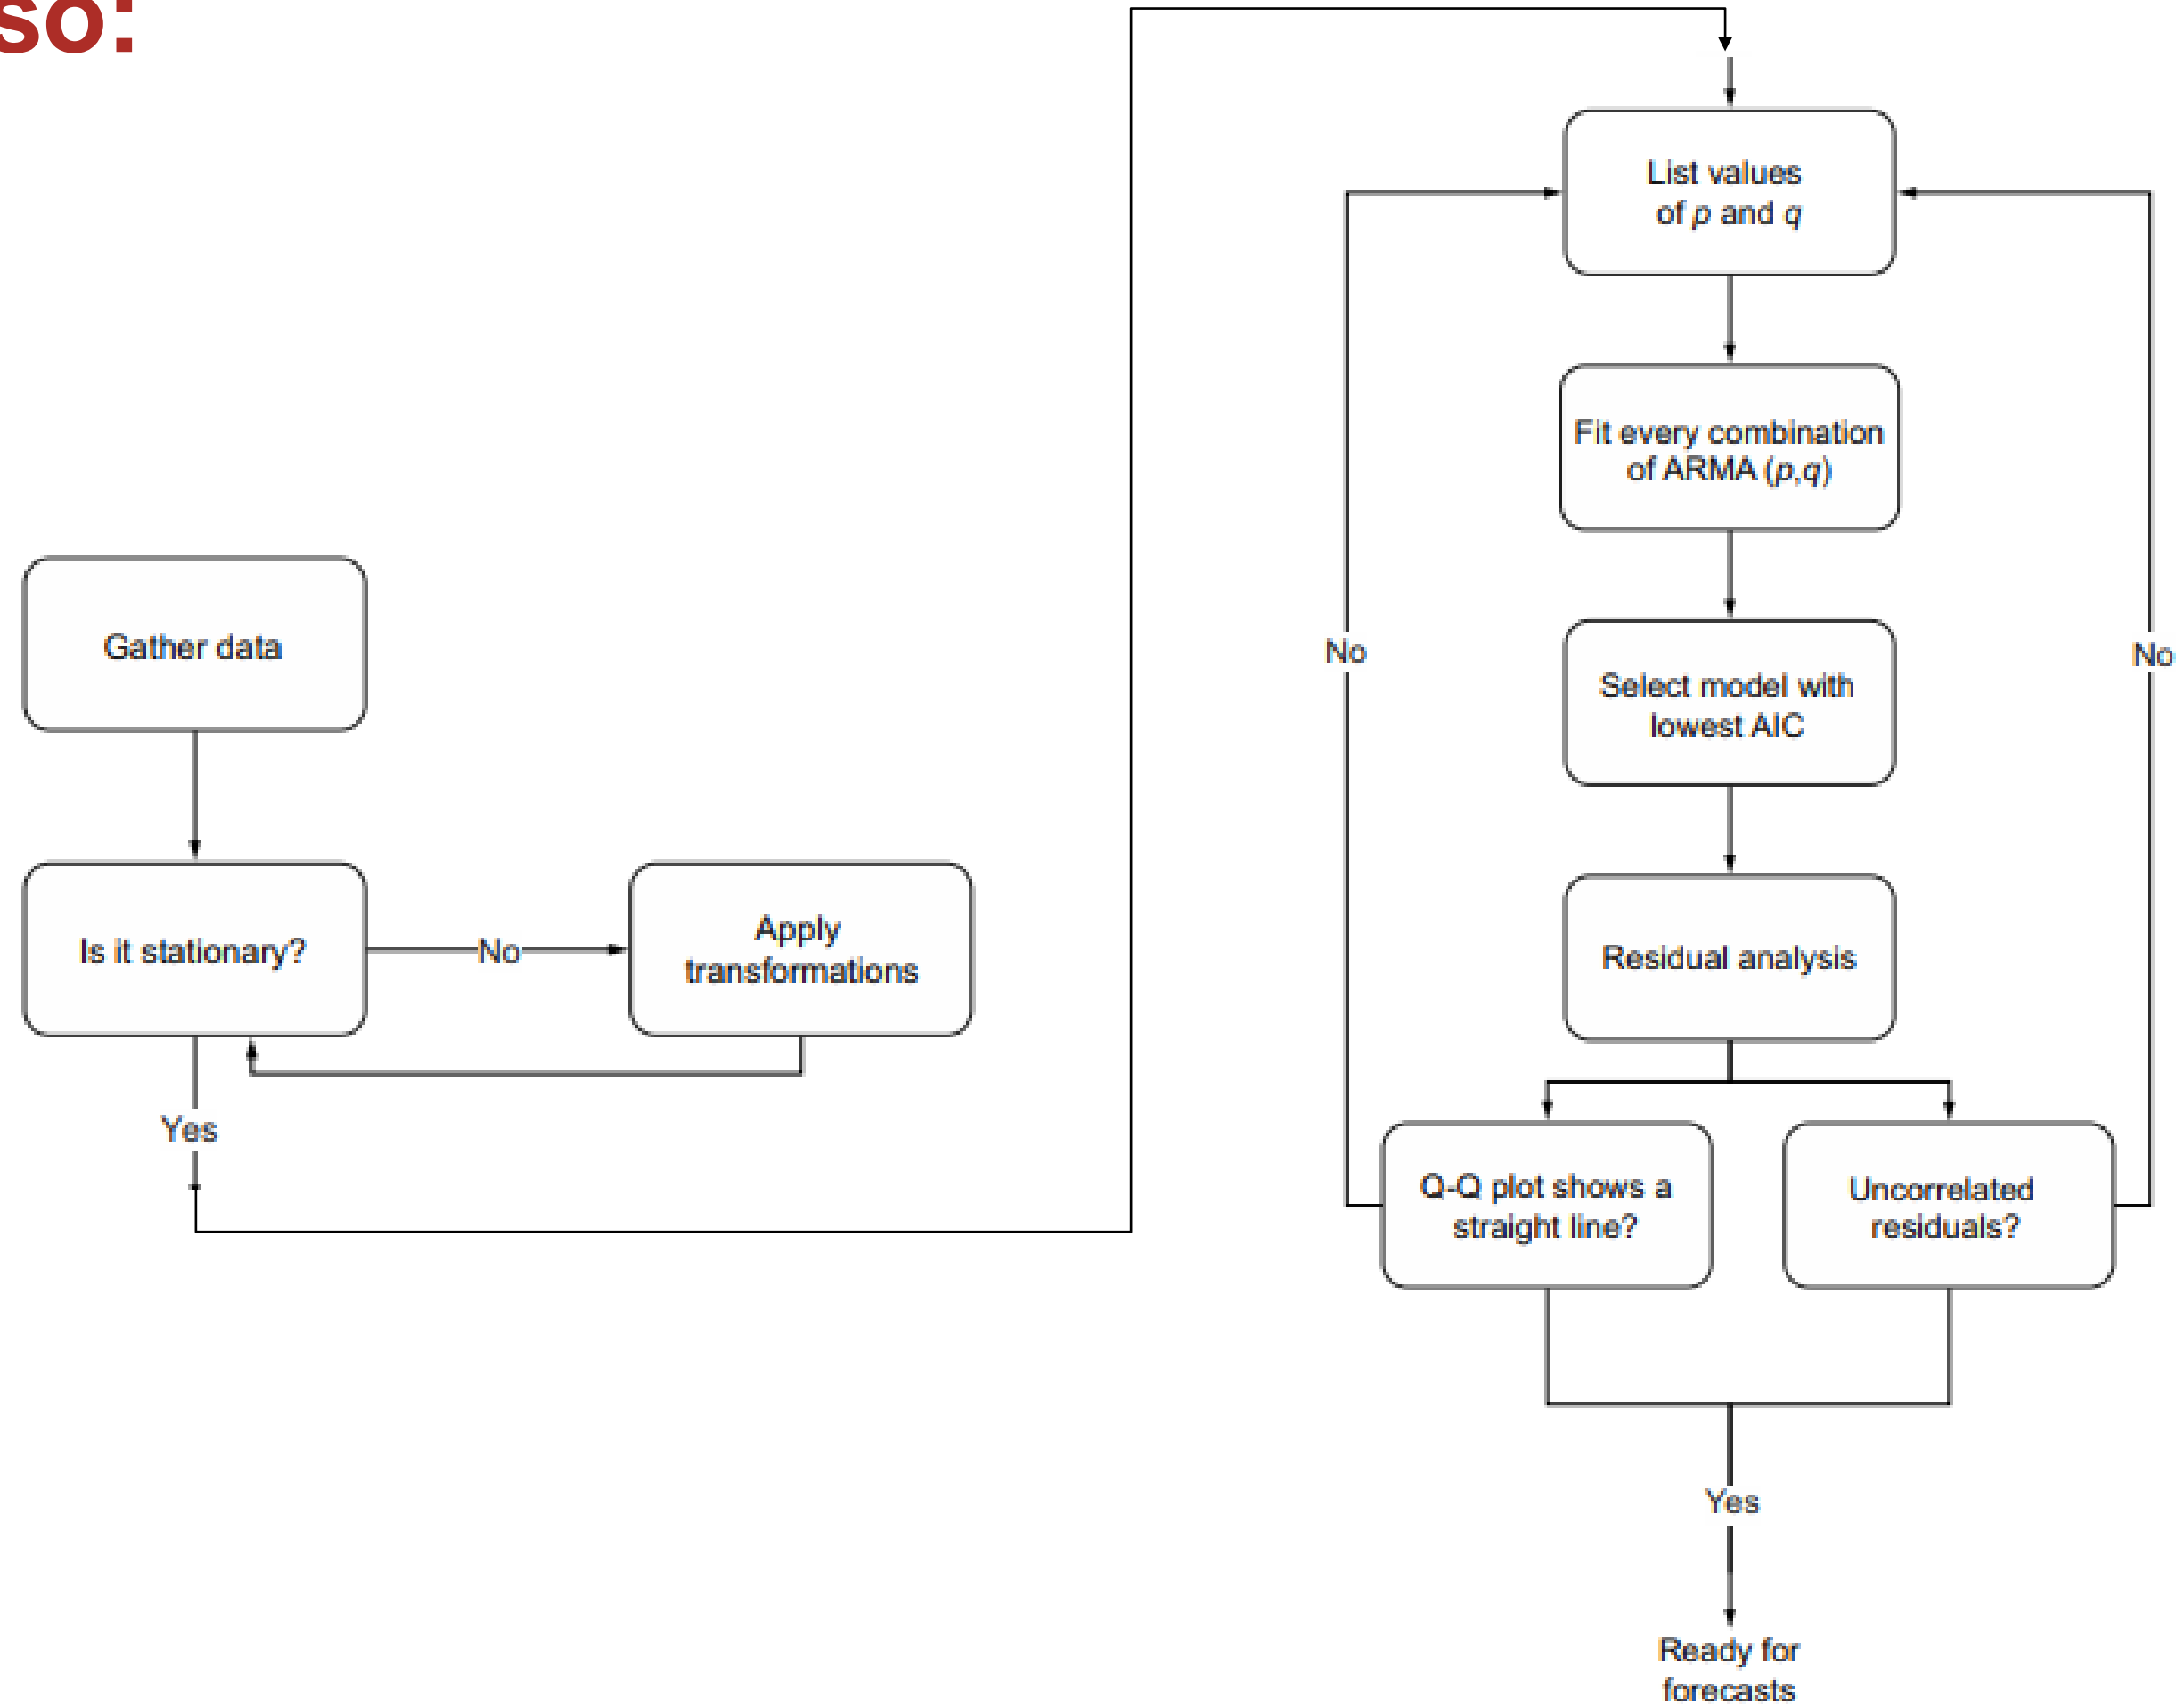 so:
Gather data
Is it stationary?
No
Apply
transformations
Yes
List values
of p and q
Fit every combination
of ARMA (p,q)
Select model with
lowest AIC
No
No
Residual analysis
Q-Q plot shows a
straight line?
Uncorrelated
residuals?
Yes
Ready for
forecasts